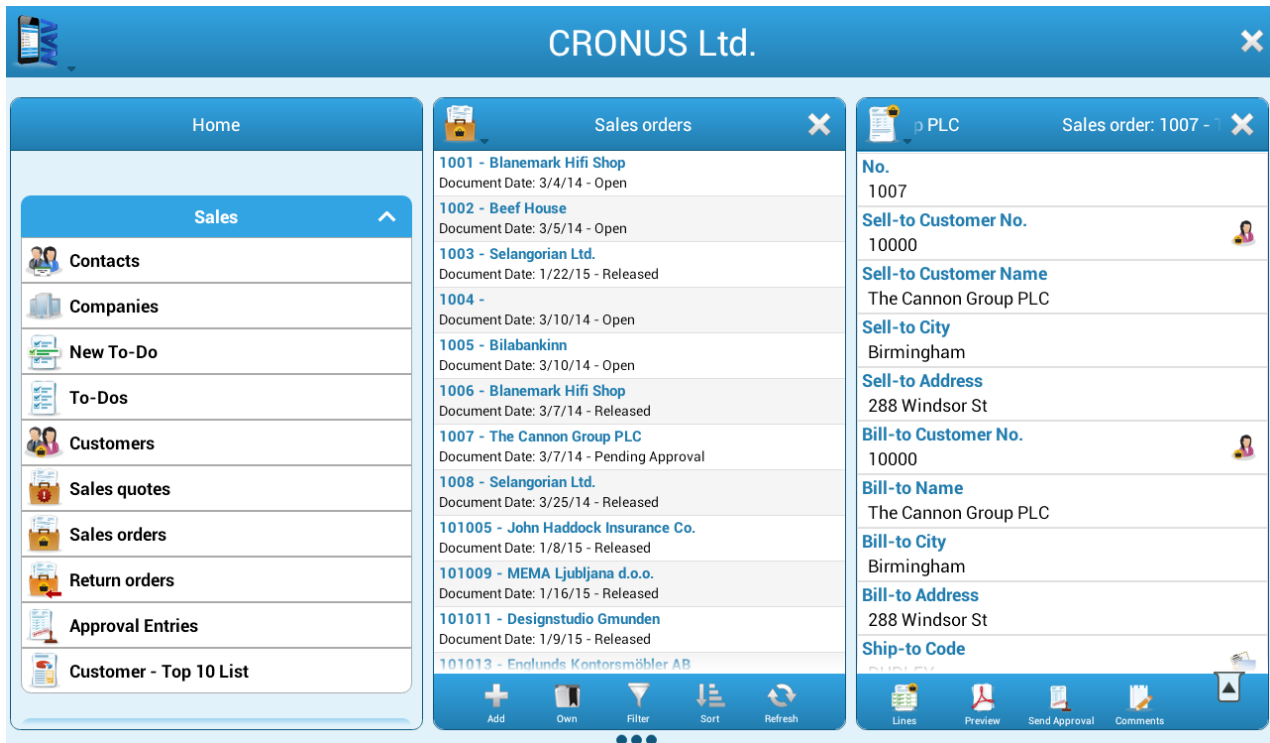 NAV
CRONUS Ltd.
Home
Sales
Contacts
Companies
New To-Do
To-Dos
Customers
Sales quotes
Sales orders
Return orders
Approval Entries
Customer - Top 10 List
Sales orders
1001 - Blanemark Hifi Shop
Document Date: 3/4/14 - Open
1002 - Beef House
Document Date: 3/5/14 - Open
1003 - Selangorian Ltd.
Document Date: 1/22/15 - Released
1004 -
Document Date: 3/10/14 - Open
1005 - Bilabankinn
Document Date: 3/10/14 - Open
1006 - Blanemark Hifi Shop
Document Date: 3/7/14 - Released
1007 - The Cannon Group PLC
Document Date: 3/7/14 - Pending Approval
1008 - Selangorian Ltd.
Document Date: 3/25/14 - Released
101005 - John Haddock Insurance Co.
Document Date: 1/8/15 - Released
101009 - MEMA Ljubljana d.o.o.
Document Date: 1/16/15 - Released
101011 - Designstudio Gmunden
Document Date: 1/9/15 - Released
101013 - Englunds Kontorsmöbler AB
Add Own Filter Sort Refresh
p PLC Sales order: 1007 -
No.
1007
Sell-to Customer No.
10000
Sell-to Customer Name
The Cannon Group PLC
Sell-to City
Birmingham
Sell-to Address
288 Windsor St
Bill-to Customer No.
10000
Bill-to Name
The Cannon Group PLC
Bill-to City
Birmingham
Bill-to Address
288 Windsor St
Ship-to Code
Lines Preview Send Approval Comments